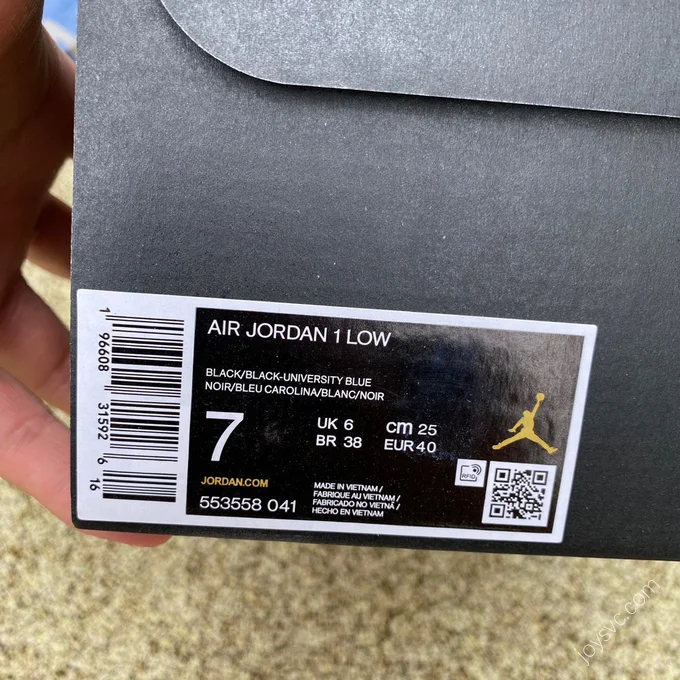 AIR JORDAN 1 LOW
BLACK/BLACK-UNIVERSITY BLUE
NOIR/BLEU CAROLINA/BLANC/NOIR
7
UK 6 cm 25
BR 38 EUR 40
JORDAN.COM
553558 041
MADE IN VIETNAM /
FABRIQUE AU VIETNAM /
FABRICADO NO VIETNÃ /
HECHO EN VIETNAM
RFID
1 96608 31592 6 16
joysvc.com